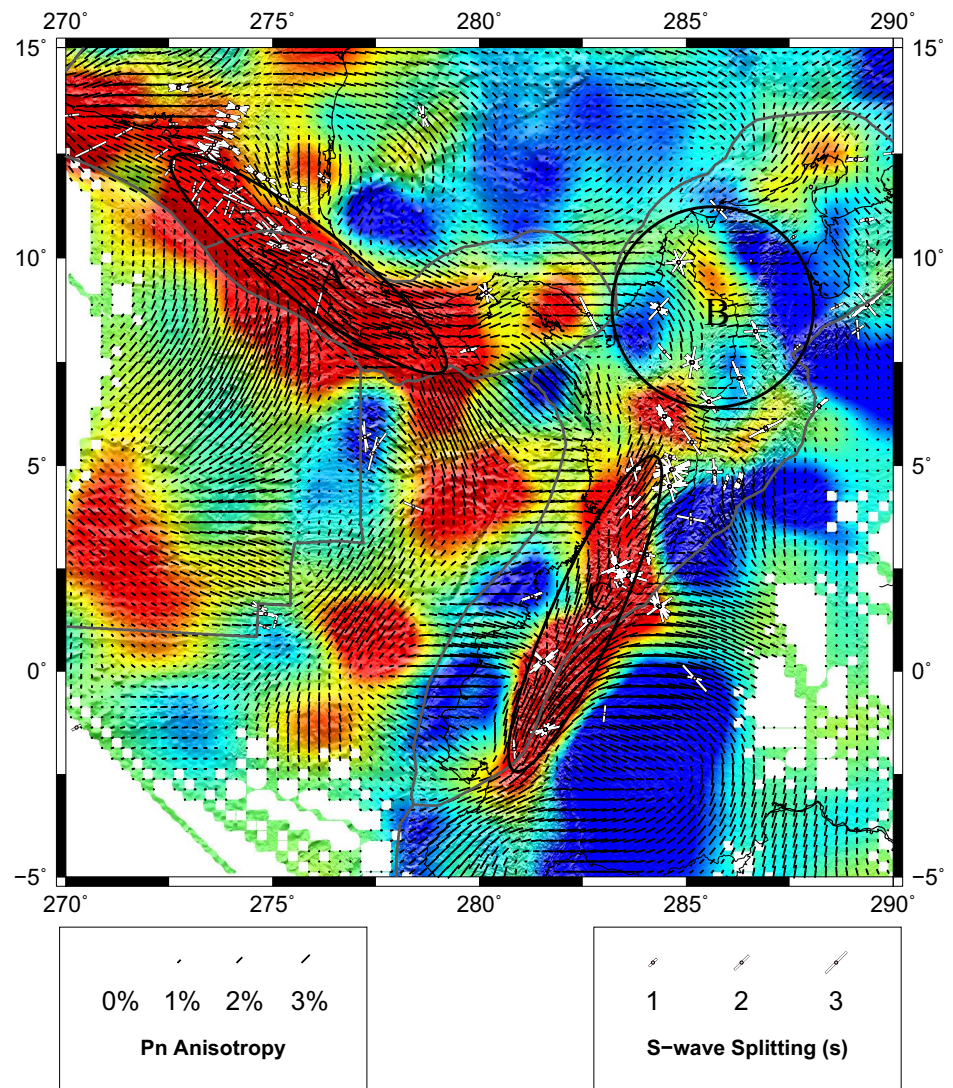 270˚ 275˚ 280˚ 285˚ 290˚
15˚ 15˚
A
10˚ 10˚
B
5˚ 5˚
C
0˚ 0˚
−5˚ −5˚
270˚ 275˚ 280˚ 285˚ 290˚
0% 1% 2% 3%
Pn Anisotropy
1 2 3
S−wave Splitting (s)